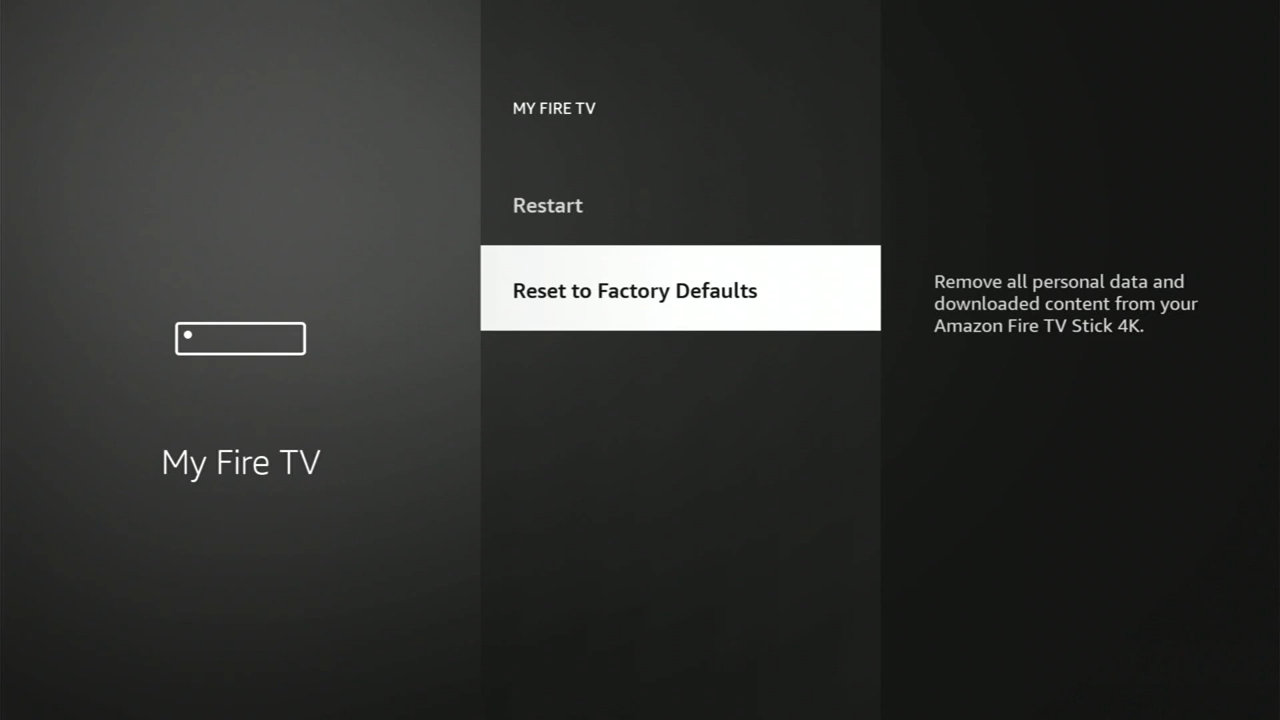 MY FIRE TV
Restart
Reset to Factory Defaults
Remove all personal data and
downloaded content from your
Amazon Fire TV Stick 4K.
My Fire TV